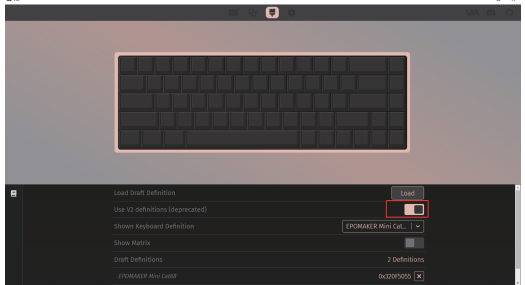 Load Draft Definition
Load
Use V2 definitions (deprecated)
Shown Keyboard Definition
EPOMAKER Mini Cat...
Show Matrix
Draft Definitions
2 Definitions
EPOMAKER Mini Cat68
0x320F5055